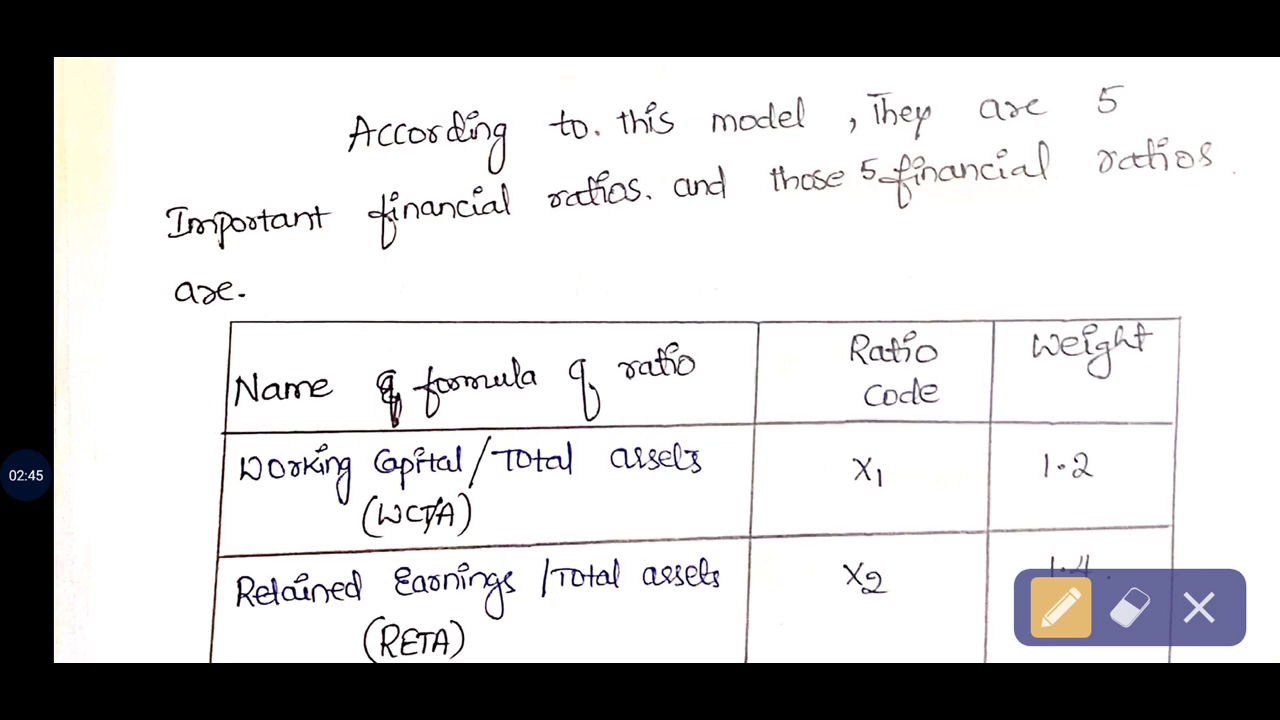 According to. this model, They are 5
Important financial ratios. and those 5 financial ratios.
are.
Name & formula of ratio
Ratio Code
Weight
Working Capital/Total assets
(WCTA)
X1
1.2
Retained Earnings/Total assets
(RETA)
X2
1.4
02:45